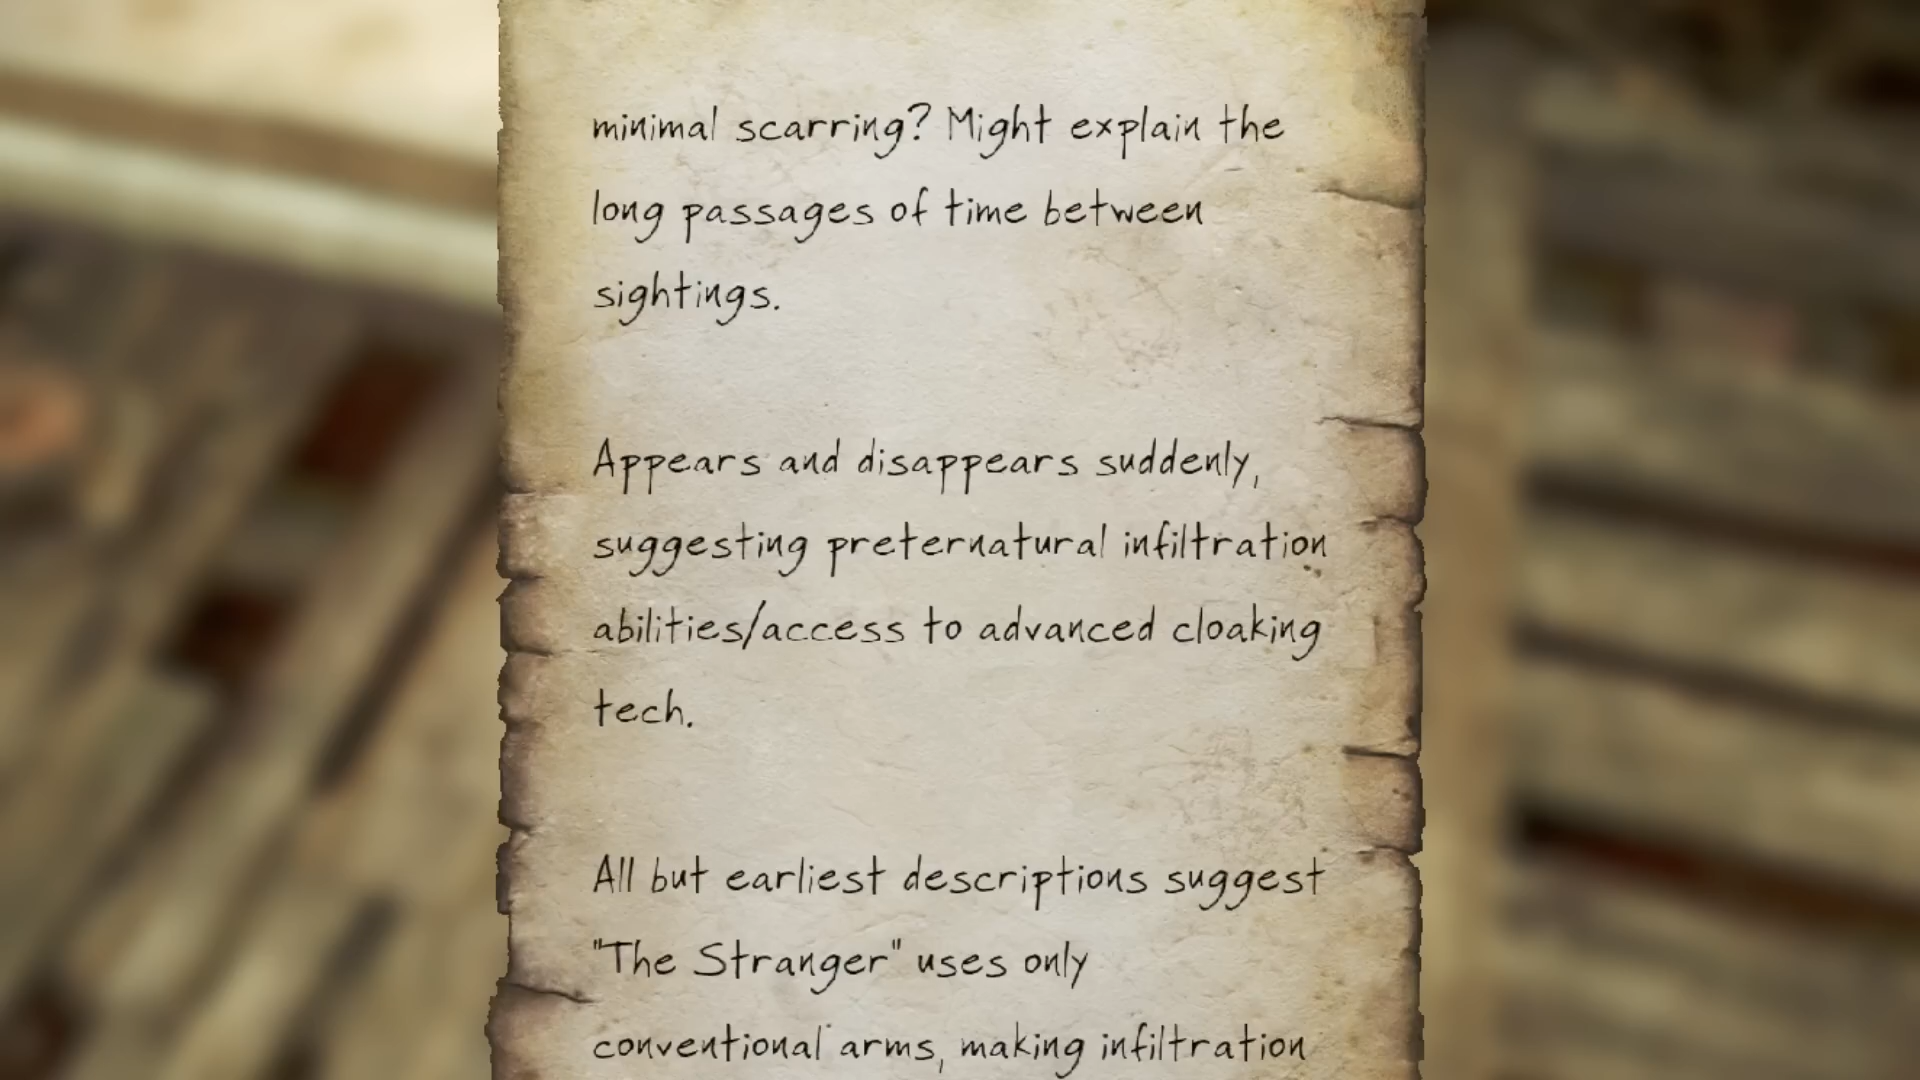 minimal scarring? Might explain the
long passages of time between
sightings.
Appears and disappears suddenly,
suggesting preternatural infiltration
abilities/access to advanced cloaking
tech.
All but earliest descriptions suggest
"The Stranger" uses only
conventional arms, making infiltration